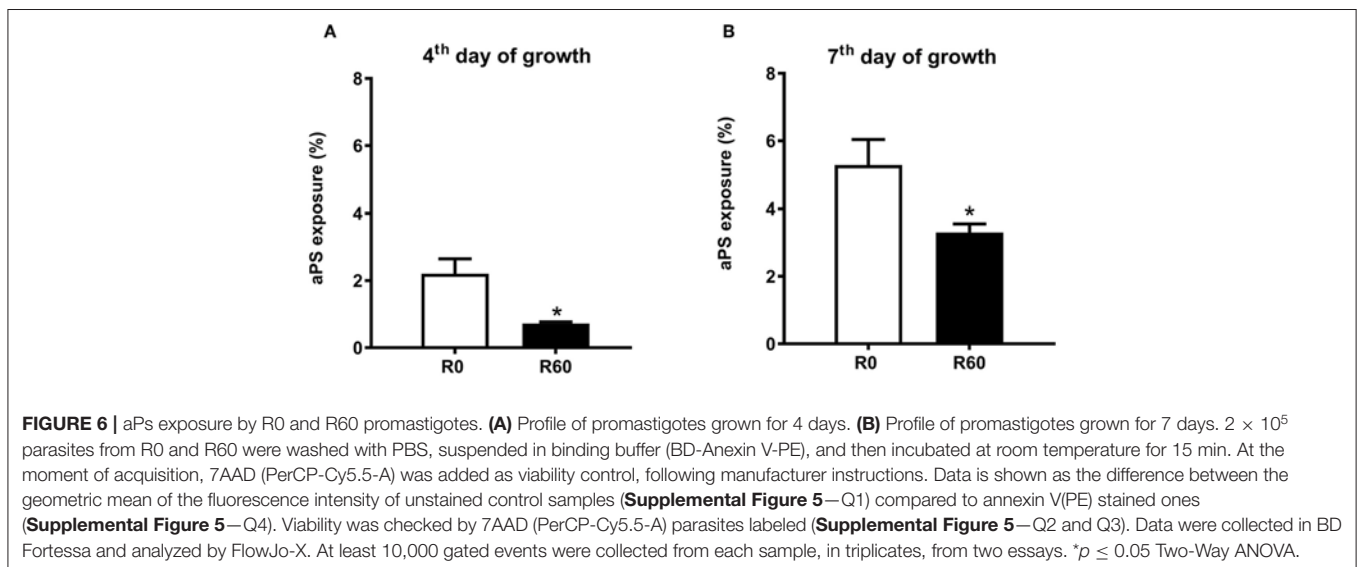 A
4th day of growth
aPS exposure (%)
8
6
4
2
0
R0
R60
*
B
7th day of growth
aPS exposure (%)
8
6
4
2
0
R0
R60
*
FIGURE 6 | aPs exposure by R0 and R60 promastigotes. (A) Profile of promastigotes grown for 4 days. (B) Profile of promastigotes grown for 7 days. 2 × 10⁵
parasites from R0 and R60 were washed with PBS, suspended in binding buffer (BD-Anexin V-PE), and then incubated at room temperature for 15 min. At the
moment of acquisition, 7AAD (PerCP-Cy5.5-A) was added as viability control, following manufacturer instructions. Data is shown as the difference between the
geometric mean of the fluorescence intensity of unstained control samples (Supplemental Figure 5—Q1) compared to annexin V(PE) stained ones
(Supplemental Figure 5—Q4). Viability was checked by 7AAD (PerCP-Cy5.5-A) parasites labeled (Supplemental Figure 5—Q2 and Q3). Data were collected in BD
Fortessa and analyzed by FlowJo-X. At least 10,000 gated events were collected from each sample, in triplicates, from two essays. *p ≤ 0.05 Two-Way ANOVA.